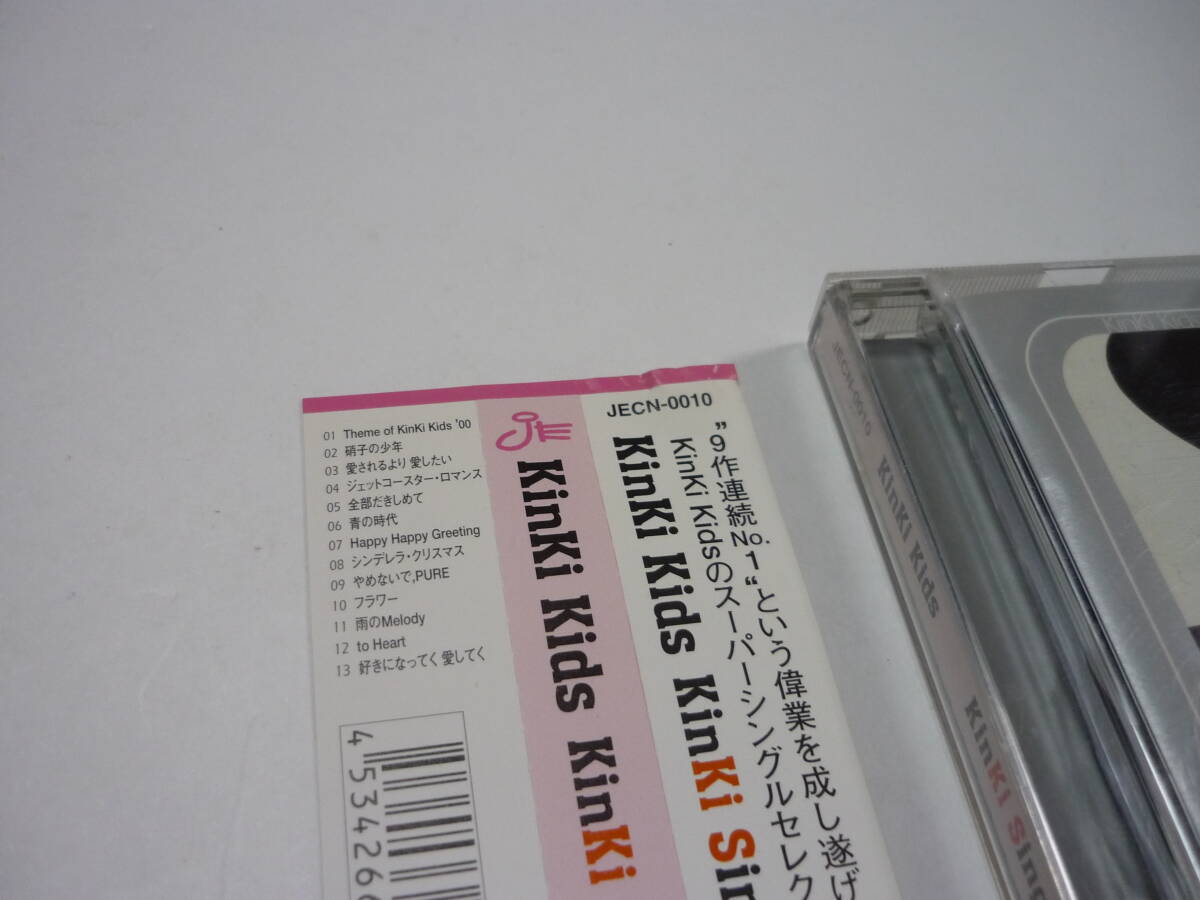 01 Theme of KinKi Kids '00
02 硝子の少年
03 愛されるより 愛したい
04 ジェットコースター・ロマンス
05 全部だきしめて
06 青の時代
07 Happy Happy Greeting
08 シンデレラ・クリスマス
09 やめないで,PURE
10 フラワー
11 雨のMelody
12 to Heart
13 好きになってく 愛してく
4 534266
KinKi Kids KinKi
JECN-0010
"9作連続No.1"という偉業を成し遂げ
KinKi Kidsのスーパーシングルセレク
KinKi Kids KinKi Sin
JECN-0010 KinKi Kids KinKi Sing